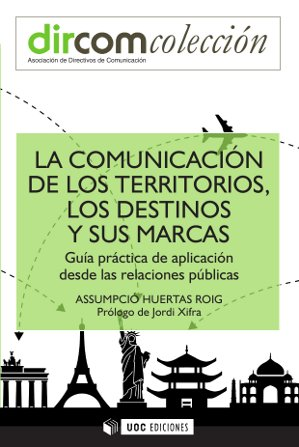 dircomcolección
Asociación de Directivos de Comunicación
LA COMUNICACIÓN
DE LOS TERRITORIOS,
LOS DESTINOS
Y SUS MARCAS
Guía práctica de aplicación
desde las relaciones públicas
ASSUMPCIÓ HUERTAS ROIG
Prólogo de Jordi Xifra
UOC EDICIONES